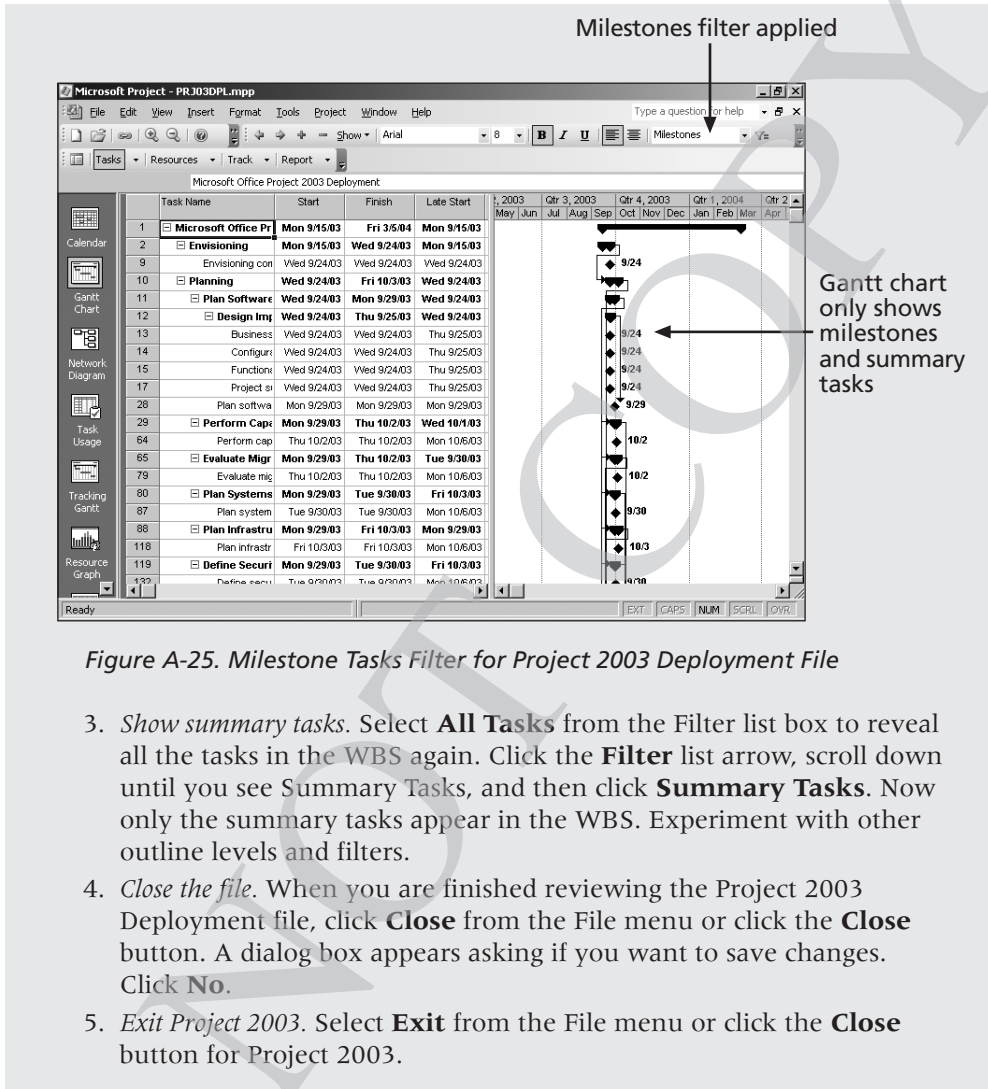 Milestones filter applied
Microsoft Project - PRJ03DPL.mpp
File Edit View Insert Format Tools Project Window Help Type a question for help
Show Arial 8 B I U Milestones
Tasks Resources Track Report
Microsoft Office Project 2003 Deployment
Task Name Start Finish Late Start , 2003 Qtr 3, 2003 Qtr 4, 2003 Qtr 1, 2004 Qtr 2
May Jun Jul Aug Sep Oct Nov Dec Jan Feb Mar Apr
1 Microsoft Office Pr Mon 9/15/03 Fri 3/5/04 Mon 9/15/03
2 Envisioning Mon 9/15/03 Wed 9/24/03 Mon 9/15/03
9 Envisioning con Wed 9/24/03 Wed 9/24/03 Wed 9/24/03 9/24
10 Planning Wed 9/24/03 Fri 10/3/03 Wed 9/24/03
11 Plan Software Wed 9/24/03 Mon 9/29/03 Wed 9/24/03
12 Design Imp Wed 9/24/03 Thu 9/25/03 Wed 9/24/03
13 Business Wed 9/24/03 Wed 9/24/03 Thu 9/25/03 9/24
14 Configura Wed 9/24/03 Wed 9/24/03 Thu 9/25/03 9/24
15 Functiona Wed 9/24/03 Wed 9/24/03 Thu 9/25/03 9/24
17 Project s Wed 9/24/03 Wed 9/24/03 Thu 9/25/03 9/24
28 Plan softwa Mon 9/29/03 Mon 9/29/03 Mon 9/29/03 9/29
29 Perform Capa Mon 9/29/03 Thu 10/2/03 Wed 10/1/03
64 Perform cap Thu 10/2/03 Thu 10/2/03 Mon 10/6/03 10/2
65 Evaluate Migr Mon 9/29/03 Thu 10/2/03 Tue 9/30/03
79 Evaluate mig Thu 10/2/03 Thu 10/2/03 Mon 10/6/03 10/2
80 Plan Systems Mon 9/29/03 Tue 9/30/03 Fri 10/3/03
87 Plan system Tue 9/30/03 Tue 9/30/03 Mon 10/6/03 9/30
88 Plan Infrastru Mon 9/29/03 Fri 10/3/03 Mon 9/29/03
118 Plan infrastr Fri 10/3/03 Fri 10/3/03 Mon 10/6/03 10/3
119 Define Securi Mon 9/29/03 Tue 9/30/03 Fri 10/3/03
132 Define secu Tue 9/30/03 Tue 9/30/03 Mon 10/6/03 9/30
Calendar
Gantt
Chart
Network
Diagram
Task
Usage
Tracking
Gantt
Resource
Graph
Ready EXT CAPS NUM SCRL OVR
Gantt chart
only shows
milestones
and summary
tasks
Figure A-25. Milestone Tasks Filter for Project 2003 Deployment File
3. Show summary tasks. Select All Tasks from the Filter list box to reveal
all the tasks in the WBS again. Click the Filter list arrow, scroll down
until you see Summary Tasks, and then click Summary Tasks. Now
only the summary tasks appear in the WBS. Experiment with other
outline levels and filters.
4. Close the file. When you are finished reviewing the Project 2003
Deployment file, click Close from the File menu or click the Close
button. A dialog box appears asking if you want to save changes.
Click No.
5. Exit Project 2003. Select Exit from the File menu or click the Close
button for Project 2003.
NOT COPY